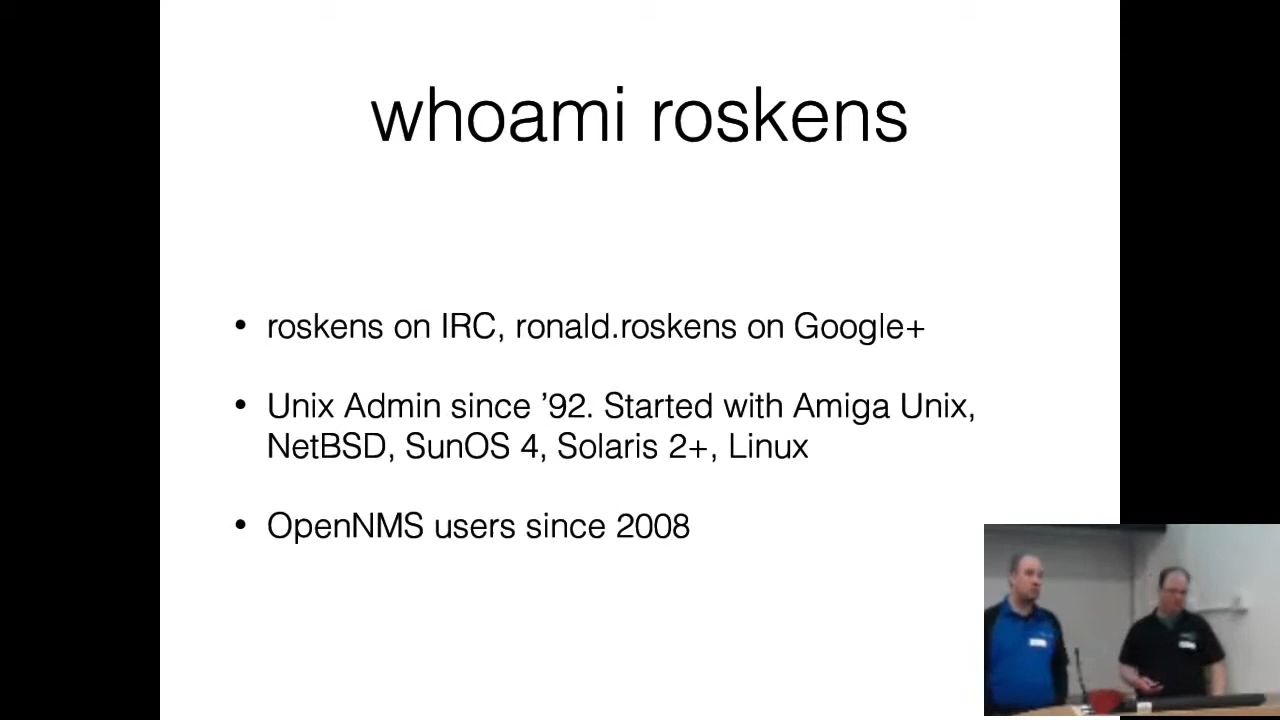 whoami roskens
• roskens on IRC, ronald.roskens on Google+
• Unix Admin since ’92. Started with Amiga Unix,
NetBSD, SunOS 4, Solaris 2+, Linux
• OpenNMS users since 2008